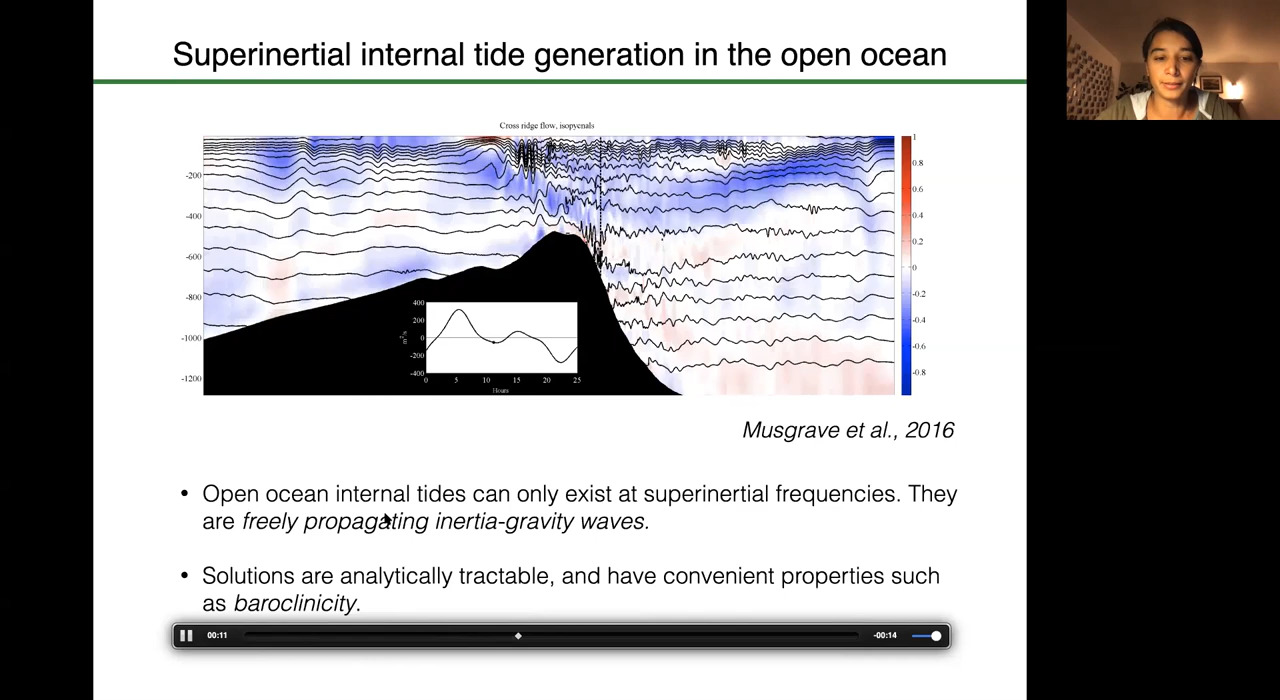 Superinertial internal tide generation in the open ocean
Cross ridge flow, isopycnals
-200
-400
-600
-800
-1000
-1200
1
0.8
0.6
0.4
0.2
0
-0.2
-0.4
-0.6
-0.8
400
200
0
-200
-400
m²/s
0 5 10 15 20 25
Hours
Musgrave et al., 2016
• Open ocean internal tides can only exist at superinertial frequencies. They
are freely propagating inertia-gravity waves.
• Solutions are analytically tractable, and have convenient properties such
as baroclinicity.
00:11 -00:14